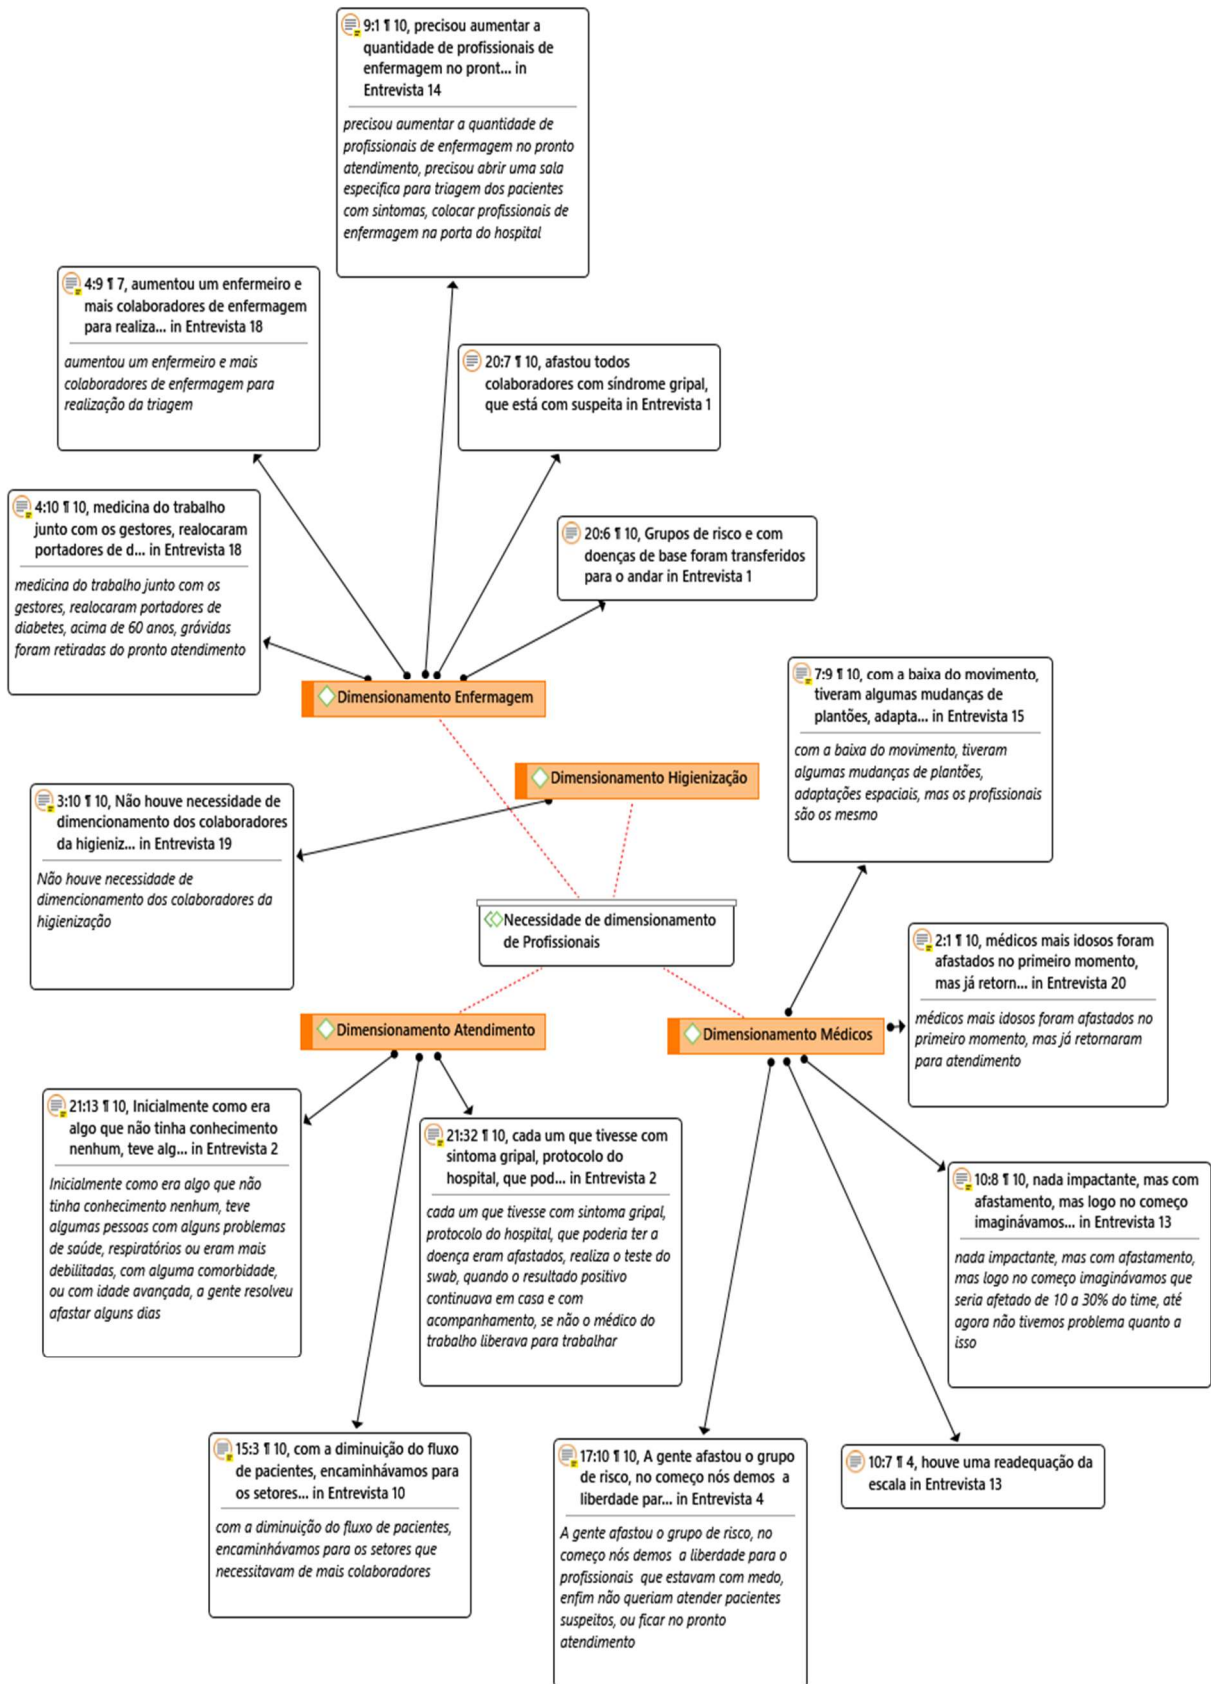 9:1 ¶ 10, precisou aumentar a
quantidade de profissionais de
enfermagem no pront... in
Entrevista 14
precisou aumentar a quantidade de
profissionais de enfermagem no pronto
atendimento, precisou abrir uma sala
especifica para triagem dos pacientes
com sintomas, colocar profissionais de
enfermagem na porta do hospital
4:9 ¶ 7, aumentou um enfermeiro e
mais colaboradores de enfermagem
para realiza... in Entrevista 18
aumentou um enfermeiro e mais
colaboradores de enfermagem para
realização da triagem
20:7 ¶ 10, afastou todos
colaboradores com síndrome gripal,
que está com suspeita in Entrevista 1
4:10 ¶ 10, medicina do trabalho
junto com os gestores, realocaram
portadores de d... in Entrevista 18
medicina do trabalho junto com os
gestores, realocaram portadores de
diabetes, acima de 60 anos, grávidas
foram retiradas do pronto atendimento
20:6 ¶ 10, Grupos de risco e com
doenças de base foram transferidos
para o andar in Entrevista 1
Dimensionamento Enfermagem
7:9 ¶ 10, com a baixa do movimento,
tiveram algumas mudanças de
plantões, adapta... in Entrevista 15
com a baixa do movimento, tiveram
algumas mudanças de plantões,
adaptações espaciais, mas os profissionais
são os mesmo
Dimensionamento Higienização
3:10 ¶ 10, Não houve necessidade de
dimencionamento dos colaboradores
da higieniz... in Entrevista 19
Não houve necessidade de
dimencionamento dos colaboradores da
higienização
Necessidade de dimensionamento
de Profissionais
2:1 ¶ 10, médicos mais idosos foram
afastados no primeiro momento,
mas já retorn... in Entrevista 20
médicos mais idosos foram afastados no
primeiro momento, mas já retornaram
para atendimento
Dimensionamento Atendimento
Dimensionamento Médicos
21:13 ¶ 10, Inicialmente como era
algo que não tinha conhecimento
nenhum, teve alg... in Entrevista 2
Inicialmente como era algo que não
tinha conhecimento nenhum, teve
algumas pessoas com alguns problemas
de saúde, respiratórios ou eram mais
debilitadas, com alguma comorbidade,
ou com idade avançada, a gente resolveu
afastar alguns dias
21:32 ¶ 10, cada um que tivesse com
sintoma gripal, protocolo do
hospital, que pod... in Entrevista 2
cada um que tivesse com sintoma gripal,
protocolo do hospital, que poderia ter a
doença eram afastados, realiza o teste do
swab, quando o resultado positivo
continuava em casa e com
acompanhamento, se não o médico do
trabalho liberava para trabalhar
10:8 ¶ 10, nada impactante, mas com
afastamento, mas logo no começo
imaginávamos... in Entrevista 13
nada impactante, mas com afastamento,
mas logo no começo imaginávamos que
seria afetado de 10 a 30% do time, até
agora não tivemos problema quanto a
isso
15:3 ¶ 10, com a diminuição do fluxo
de pacientes, encaminhávamos para
os setores... in Entrevista 10
com a diminuição do fluxo de pacientes,
encaminhávamos para os setores que
necessitavam de mais colaboradores
17:10 ¶ 10, A gente afastou o grupo
de risco, no começo nós demos a
liberdade par... in Entrevista 4
A gente afastou o grupo de risco, no
começo nós demos a liberdade para o
profissionais que estavam com medo,
enfim não queriam atender pacientes
suspeitos, ou ficar no pronto
atendimento
10:7 ¶ 4, houve uma readequação da
escala in Entrevista 13